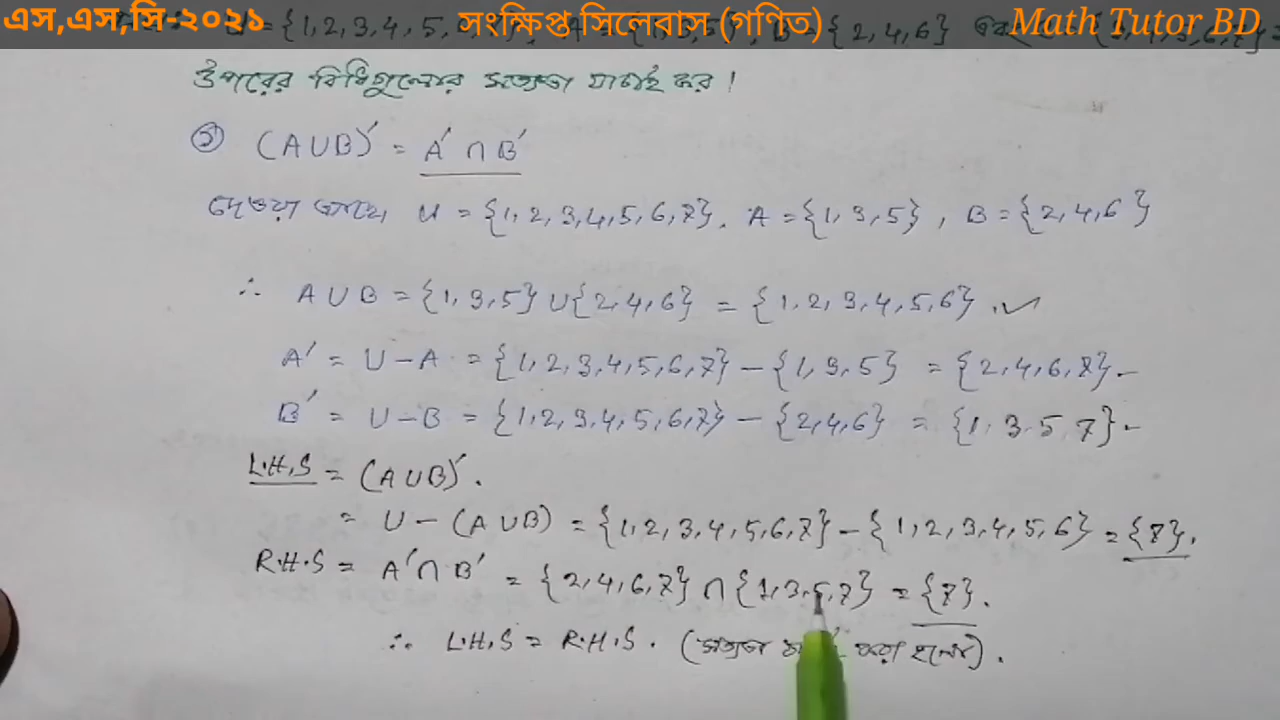 এস,এস,সি-২০২১ সংক্ষিপ্ত সিলেবাস (গণিত) Math Tutor BD
উপরের বিধিগুলোর সত্যতা যাচাই কর।
① (A∪B)′ = A′ ∩ B′
দেওয়া আছে, U = {1,2,3,4,5,6,7}, A = {1,3,5}, B = {2,4,6}
∴ A∪B = {1,3,5}∪{2,4,6} = {1,2,3,4,5,6}.✓
A′ = U–A = {1,2,3,4,5,6,7} – {1,3,5} = {2,4,6,7}.
B′ = U–B = {1,2,3,4,5,6,7} – {2,4,6} = {1,3,5,7}.
L.H.S = (A∪B)′.
= U – (A∪B) = {1,2,3,4,5,6,7} – {1,2,3,4,5,6} = {7}.
R.H.S = A′∩B′ = {2,4,6,7} ∩ {1,3,5,7} = {7}.
∴ L.H.S = R.H.S. (সত্যতা করা হলো).